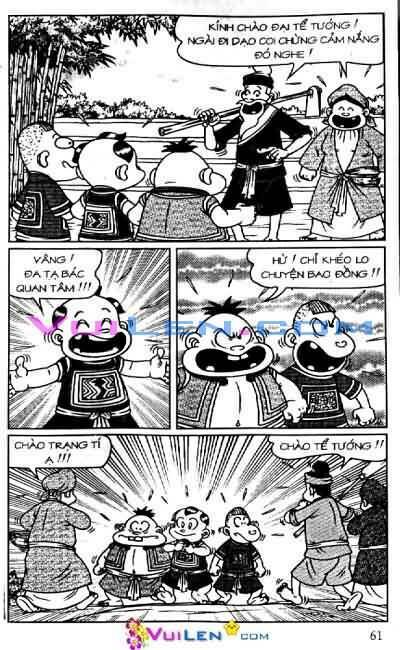 KÍNH CHÀO ĐẠI TỂ TƯỚNG !
NGÀI ĐI DẠO COI CHỪNG CẢM NẮNG
ĐÓ NGHE !
VÂNG !
ĐA TẠ BÁC
QUAN TÂM !!!
HỨ ! CHỈ KHÉO LO
CHUYỆN BAO ĐỒNG !!
VUILEN.COM
CHÀO TRẠNG TÍ
Ạ !!!
CHÀO TỂ TƯỚNG !!
61
VUILEN.COM